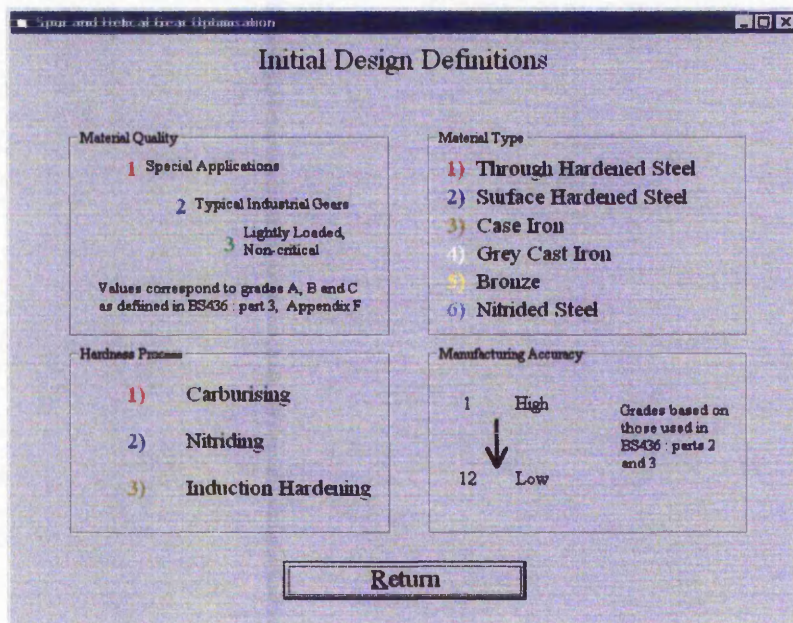 Spur and Helical Gear Optimisation
Initial Design Definitions
Material Quality
1 Special Applications
2 Typical Industrial Gears
3 Lightly Loaded,
Non-critical
Values correspond to grades A, B and C
as defined in BS436 : part 3, Appendix F
Material Type
1) Through Hardened Steel
2) Surface Hardened Steel
3) Case Iron
4) Grey Cast Iron
5) Bronze
6) Nitrided Steel
Hardness Process
1) Carburising
2) Nitriding
3) Induction Hardening
Manufacturing Accuracy
1 High
12 Low
Grades based on
those used in
BS436 : parts 2
and 3
Return